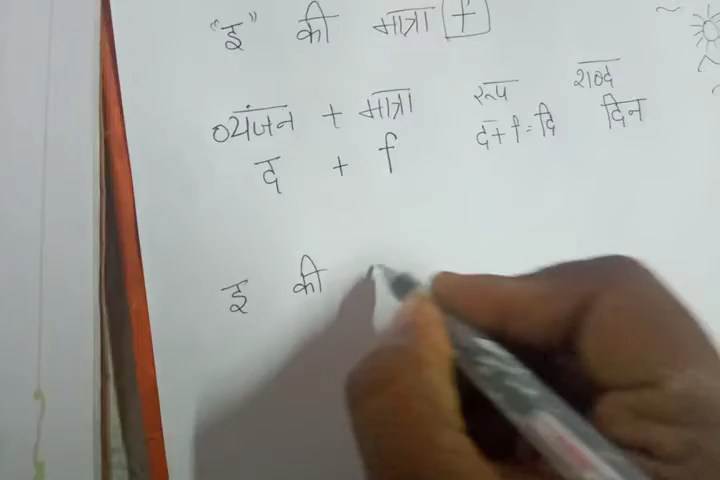 "इ" की मात्रा ि
व्यंजन + मात्रा रूप शब्द
द + ि द + ि = दि दिन
इ की